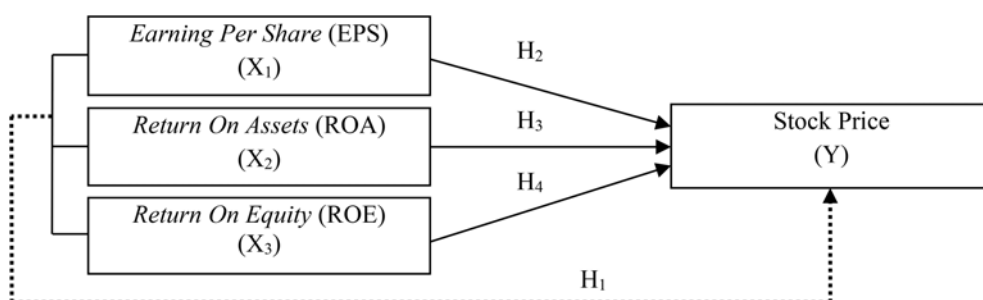 Earning Per Share (EPS)
(X₁)
H₂
Return On Assets (ROA)
(X₂)
H₃
Stock Price
(Y)
H₄
Return On Equity (ROE)
(X₃)
H₁